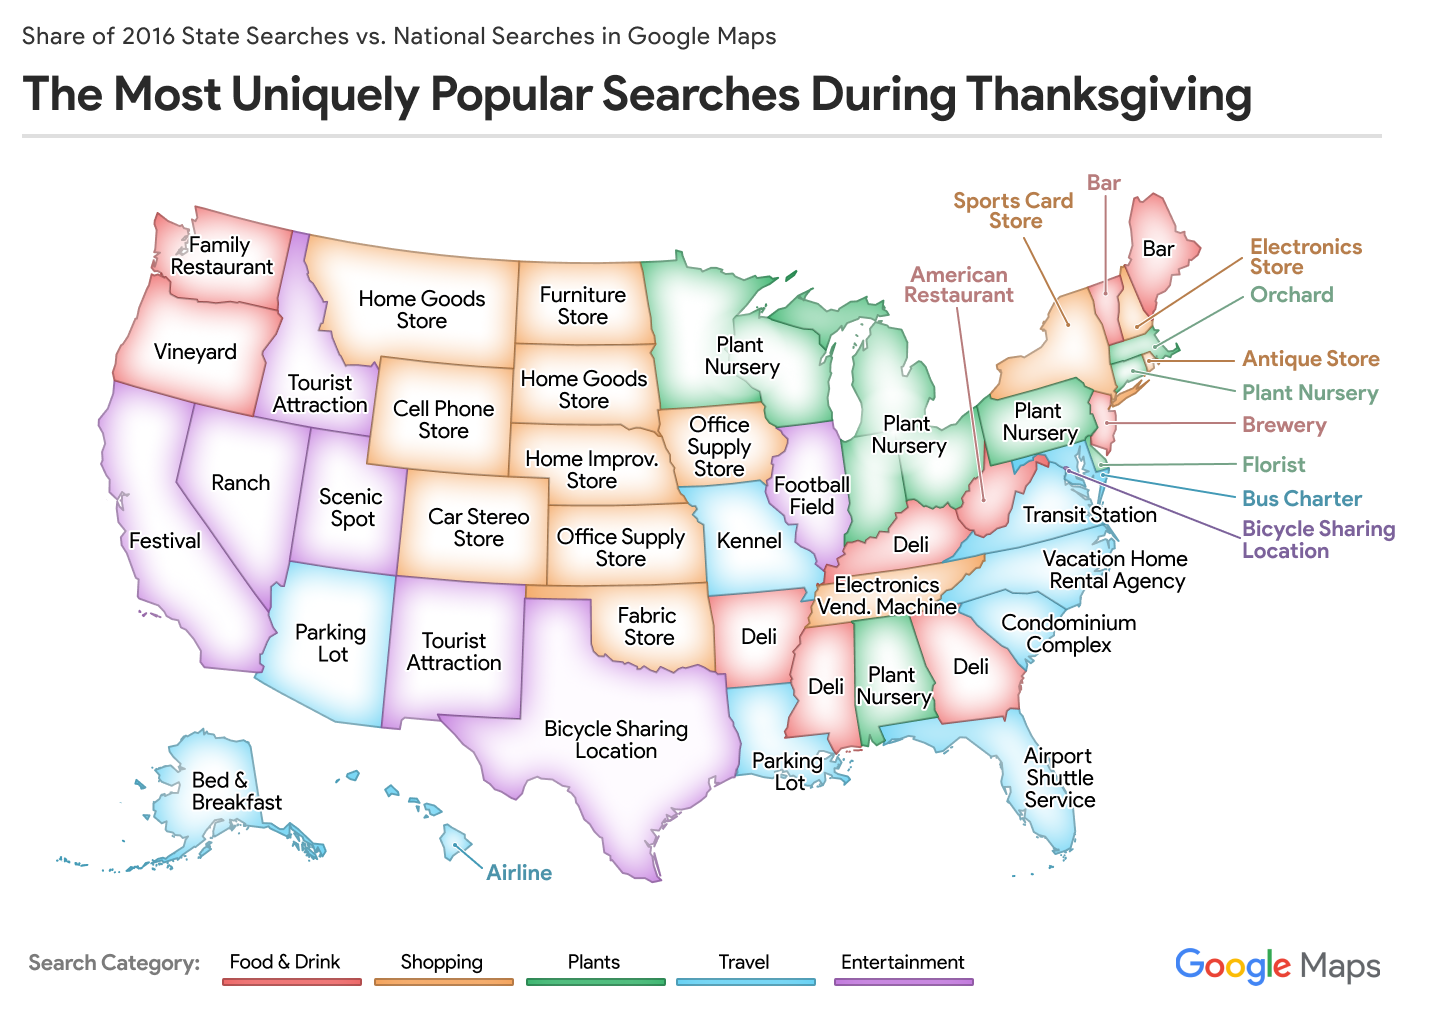 Share of 2016 State Searches vs. National Searches in Google Maps
The Most Uniquely Popular Searches During Thanksgiving
Bar
Sports Card
Store
American
Restaurant
Bar
Electronics
Store
Orchard
Antique Store
Plant Nursery
Brewery
Florist
Bus Charter
Bicycle Sharing
Location
Family
Restaurant
Vineyard
Tourist
Attraction
Home Goods
Store
Furniture
Store
Plant
Nursery
Home Goods
Store
Cell Phone
Store
Office
Supply
Store
Plant
Nursery
Plant
Nursery
Home Improv.
Store
Ranch
Scenic
Spot
Festival
Car Stereo
Store
Office Supply
Store
Kennel
Football
Field
Deli
Transit Station
Vacation Home
Rental Agency
Electronics
Vend. Machine
Condominium
Complex
Parking
Lot
Tourist
Attraction
Fabric
Store
Deli
Deli
Plant
Nursery
Deli
Bicycle Sharing
Location
Parking
Lot
Airport
Shuttle
Service
Bed &
Breakfast
Airline
Search Category:
Food & Drink
Shopping
Plants
Travel
Entertainment
Google Maps